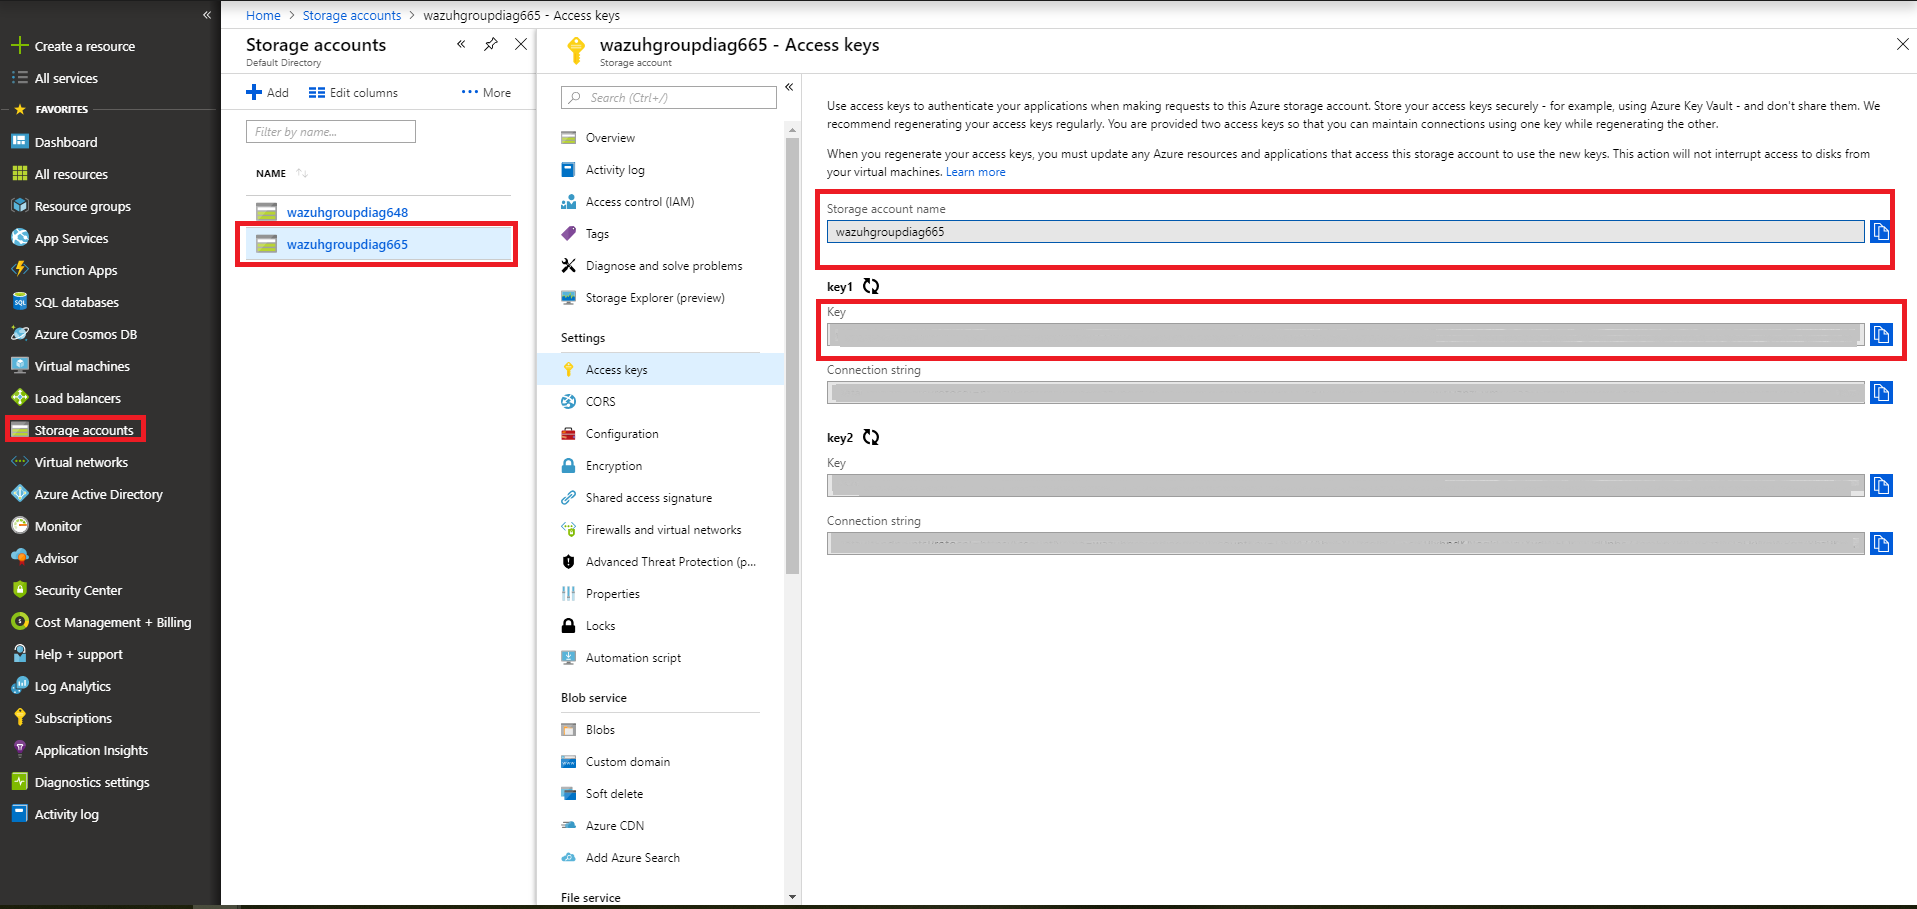 Create a resource
All services
FAVORITES
Dashboard
All resources
Resource groups
App Services
Function Apps
SQL databases
Azure Cosmos DB
Virtual machines
Load balancers
Storage accounts
Virtual networks
Azure Active Directory
Monitor
Advisor
Security Center
Cost Management + Billing
Help + support
Log Analytics
Subscriptions
Application Insights
Diagnostics settings
Activity log
Home > Storage accounts > wazuhgroupdiag665 - Access keys
Storage accounts
Default Directory
Add Edit columns ··· More
Filter by name...
NAME
wazuhgroupdiag648
wazuhgroupdiag665
wazuhgroupdiag665 - Access keys
Storage account
Search (Ctrl+/)
Overview
Activity log
Access control (IAM)
Tags
Diagnose and solve problems
Storage Explorer (preview)
Settings
Access keys
CORS
Configuration
Encryption
Shared access signature
Firewalls and virtual networks
Advanced Threat Protection (p...
Properties
Locks
Automation script
Blob service
Blobs
Custom domain
Soft delete
Azure CDN
Add Azure Search
File service
Use access keys to authenticate your applications when making requests to this Azure storage account. Store your access keys securely - for example, using Azure Key Vault - and don't share them. We
recommend regenerating your access keys regularly. You are provided two access keys so that you can maintain connections using one key while regenerating the other.
When you regenerate your access keys, you must update any Azure resources and applications that access this storage account to use the new keys. This action will not interrupt access to disks from
your virtual machines. Learn more
Storage account name
wazuhgroupdiag665
key1
Key
Connection string
key2
Key
Connection string